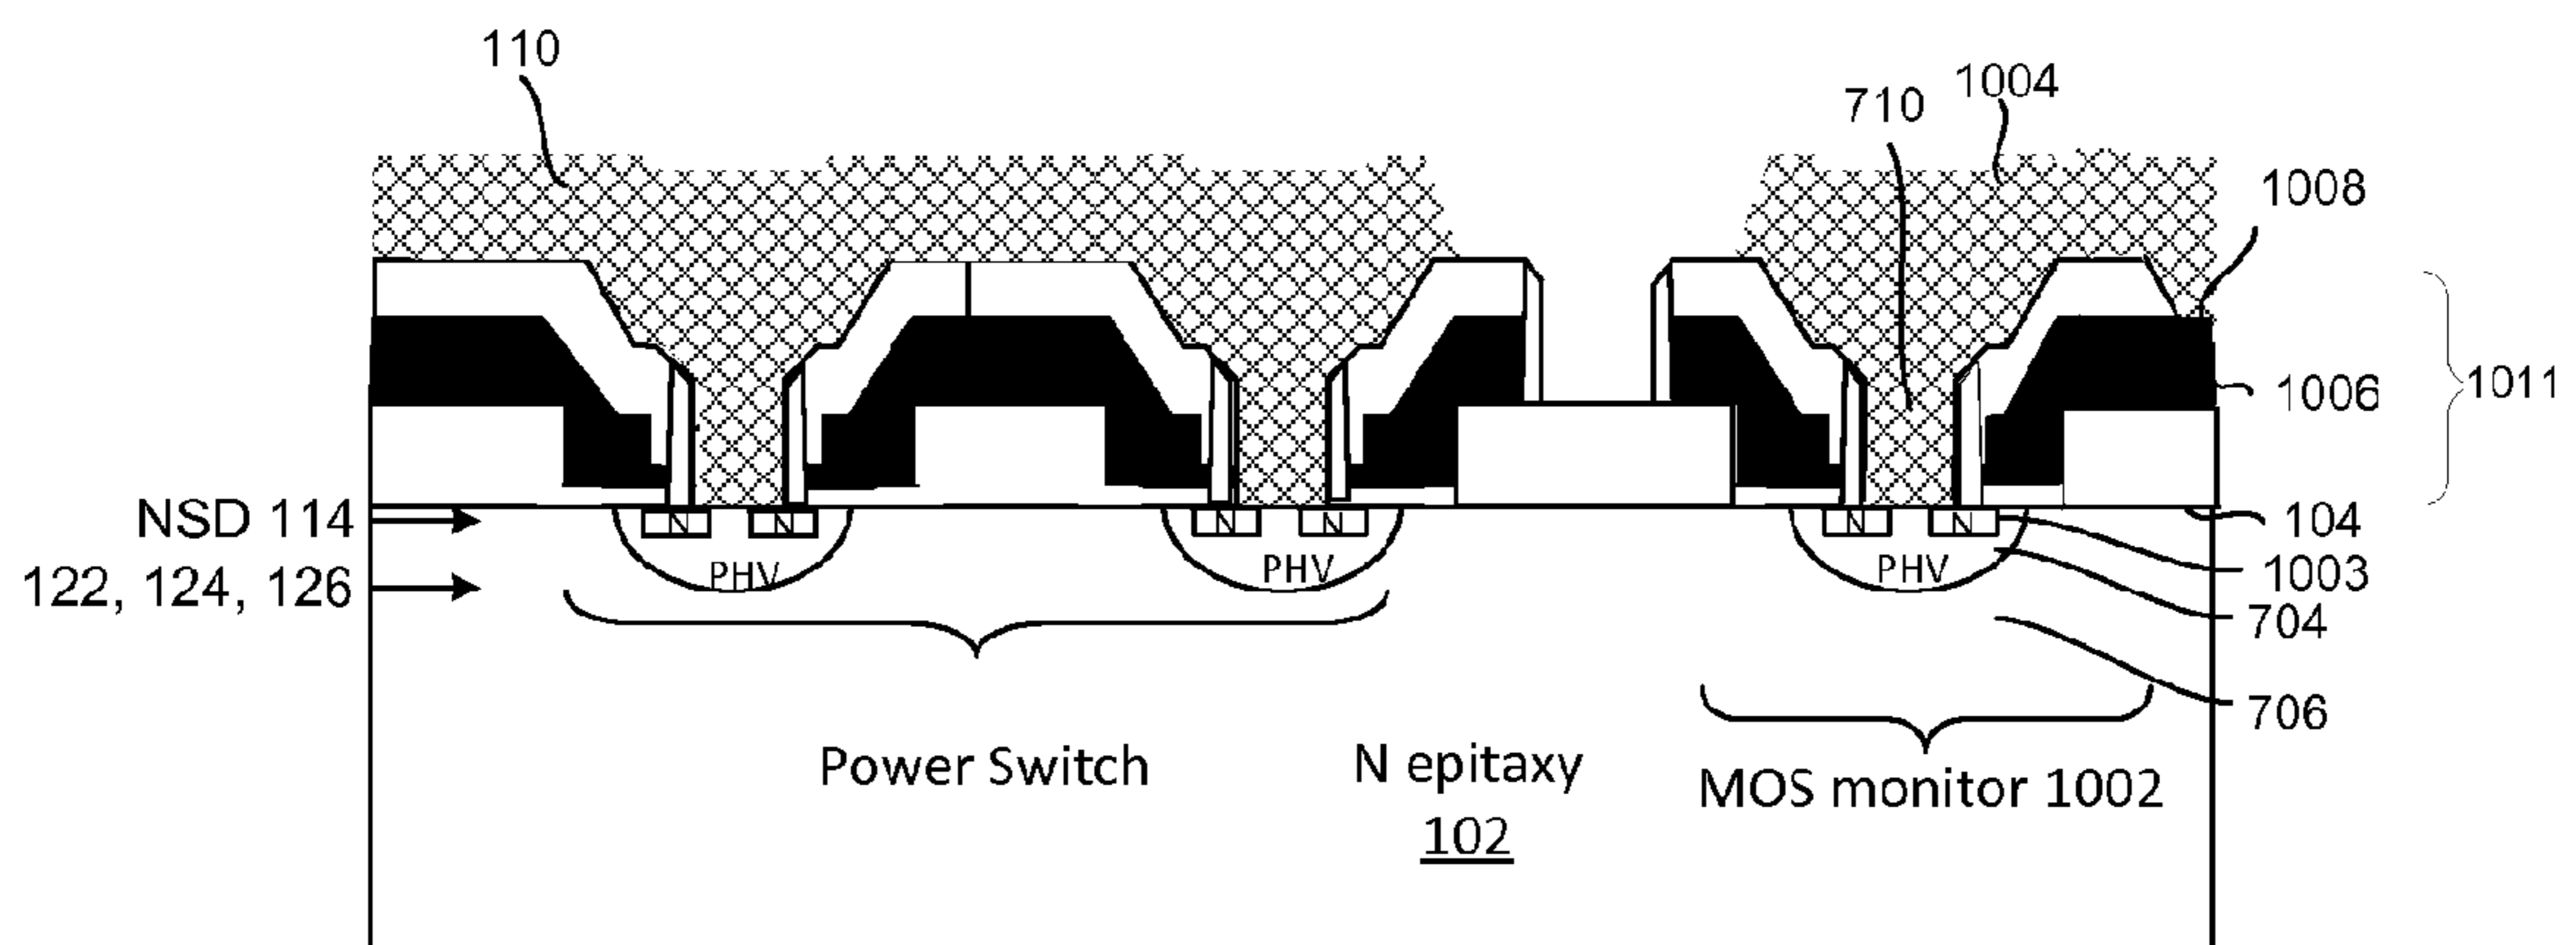 110
1004
710
1008
1011
1006
NSD 114
N
N
N
N
N
N
104
PHV
PHV
PHV
1003
122, 124, 126
704
706
Power Switch
N epitaxy
102
MOS monitor 1002